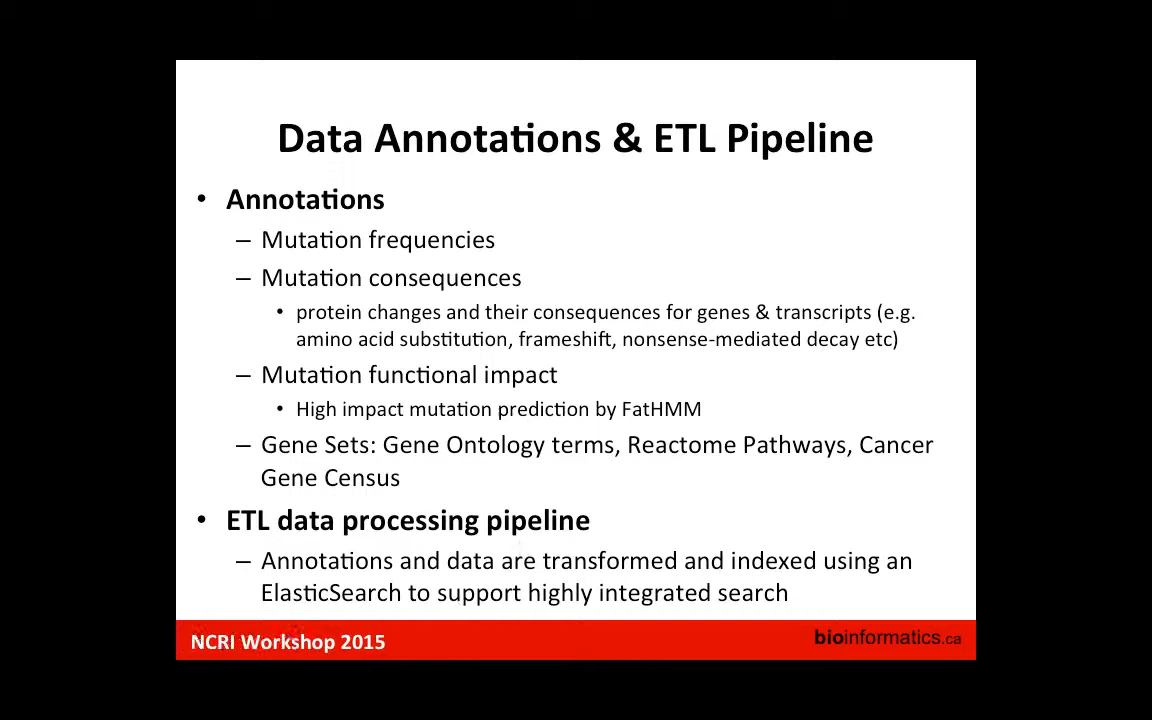 Data Annotations & ETL Pipeline
• Annotations
– Mutation frequencies
– Mutation consequences
• protein changes and their consequences for genes & transcripts (e.g.
amino acid substitution, frameshift, nonsense-mediated decay etc)
– Mutation functional impact
• High impact mutation prediction by FatHMM
– Gene Sets: Gene Ontology terms, Reactome Pathways, Cancer
Gene Census
• ETL data processing pipeline
– Annotations and data are transformed and indexed using an
ElasticSearch to support highly integrated search
NCRI Workshop 2015
bioinformatics.ca